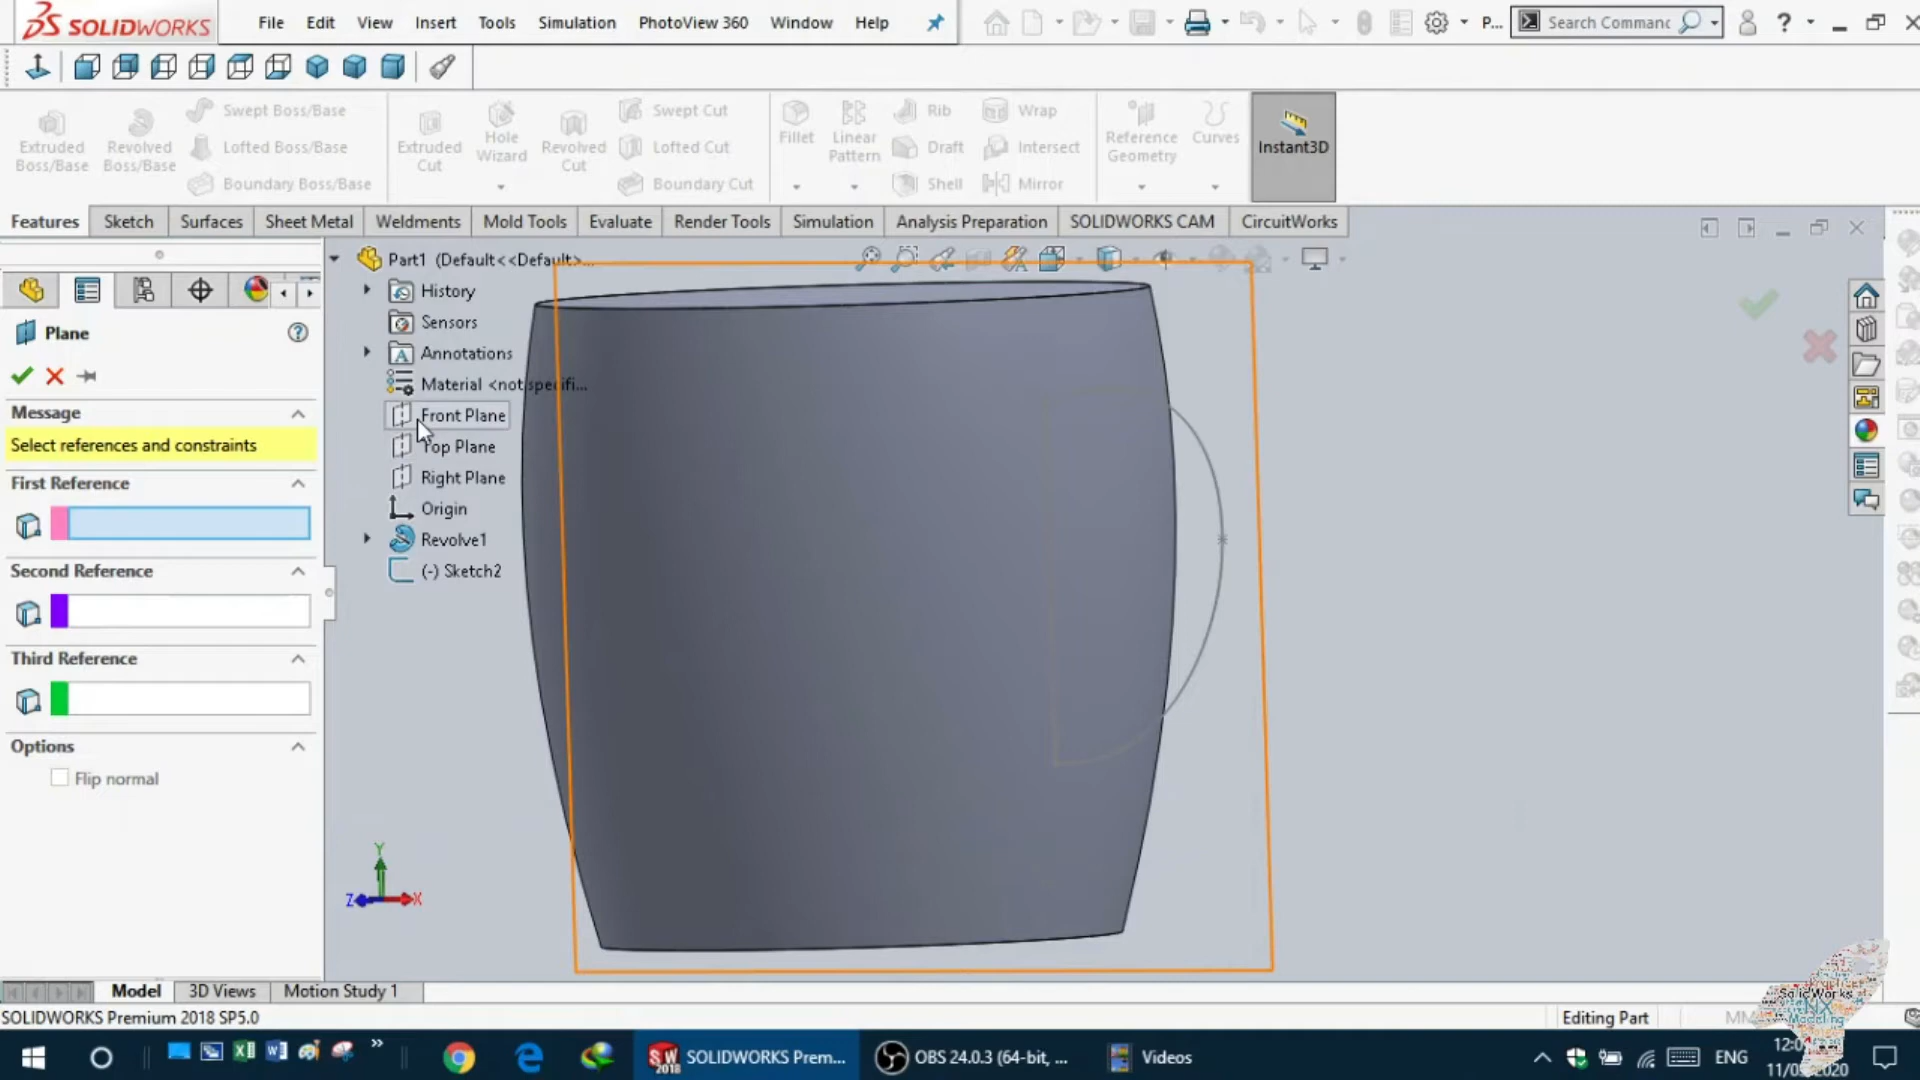 SOLIDWORKS File Edit View Insert Tools Simulation PhotoView 360 Window Help P... Search Commanc ?
Extruded Boss/Base
Revolved Boss/Base
Swept Boss/Base
Lofted Boss/Base
Boundary Boss/Base
Extruded Cut
Hole Wizard
Revolved Cut
Swept Cut
Lofted Cut
Boundary Cut
Fillet
Linear Pattern
Rib
Draft
Shell
Wrap
Intersect
Mirror
Reference Geometry
Curves
Instant3D
Features Sketch Surfaces Sheet Metal Weldments Mold Tools Evaluate Render Tools Simulation Analysis Preparation SOLIDWORKS CAM CircuitWorks
Part1 (Default<<Default>...
History
Sensors
Annotations
Material <not specifi...
Front Plane
Top Plane
Right Plane
Origin
Revolve1
(-) Sketch2
Plane
Message
Select references and constraints
First Reference
Second Reference
Third Reference
Options
Flip normal
Y
Z X
Model 3D Views Motion Study 1
SOLIDWORKS Premium 2018 SP5.0 Editing Part
SolidWorks
NX
Modeling
SOLIDWORKS Prem... OBS 24.0.3 (64-bit, ... Videos ENG